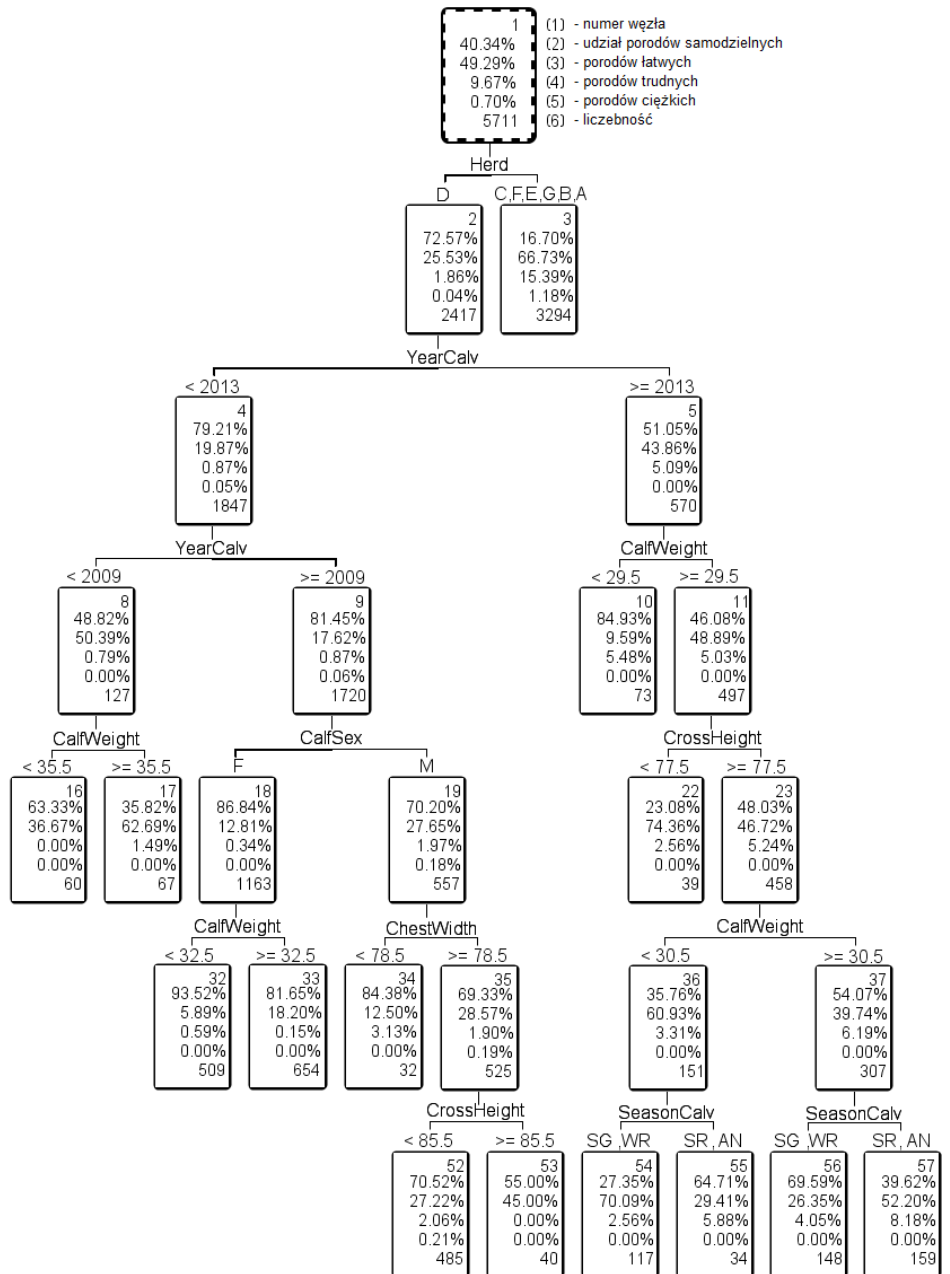 1 (1) - numer węzła
40.34% (2) - udział porodów samodzielnych
49.29% (3) - porodów łatwych
9.67% (4) - porodów trudnych
0.70% (5) - porodów ciężkich
5711 (6) - liczebność
Herd
D C,F,E,G,B,A
2 3
72.57% 16.70%
25.53% 66.73%
1.86% 15.39%
0.04% 1.18%
2417 3294
YearCalv
< 2013 >= 2013
4 5
79.21% 51.05%
19.87% 43.86%
0.87% 5.09%
0.05% 0.00%
1847 570
YearCalv CalfWeight
< 2009 >= 2009 < 29.5 >= 29.5
8 9 10 11
48.82% 81.45% 84.93% 46.08%
50.39% 17.62% 9.59% 48.89%
0.79% 0.87% 5.48% 5.03%
0.00% 0.06% 0.00% 0.00%
127 1720 73 497
CalfWeight CalfSex CrossHeight
< 35.5 >= 35.5 F M < 77.5 >= 77.5
16 17 18 19 22 23
63.33% 35.82% 86.84% 70.20% 23.08% 48.03%
36.67% 62.69% 12.81% 27.65% 74.36% 46.72%
0.00% 1.49% 0.34% 1.97% 2.56% 5.24%
0.00% 0.00% 0.00% 0.18% 0.00% 0.00%
60 67 1163 557 39 458
CalfWeight ChestWidth CalfWeight
< 32.5 >= 32.5 < 78.5 >= 78.5 < 30.5 >= 30.5
32 33 34 35 36 37
93.52% 81.65% 84.38% 69.33% 35.76% 54.07%
5.89% 18.20% 12.50% 28.57% 60.93% 39.74%
0.59% 0.15% 3.13% 1.90% 3.31% 6.19%
0.00% 0.00% 0.00% 0.19% 0.00% 0.00%
509 654 32 525 151 307
CrossHeight SeasonCalv SeasonCalv
< 85.5 >= 85.5 SG ,WR SR, AN SG ,WR SR, AN
52 53 54 55 56 57
70.52% 55.00% 27.35% 64.71% 69.59% 39.62%
27.22% 45.00% 70.09% 29.41% 26.35% 52.20%
2.06% 0.00% 2.56% 5.88% 4.05% 8.18%
0.21% 0.00% 0.00% 0.00% 0.00% 0.00%
485 40 117 34 148 159